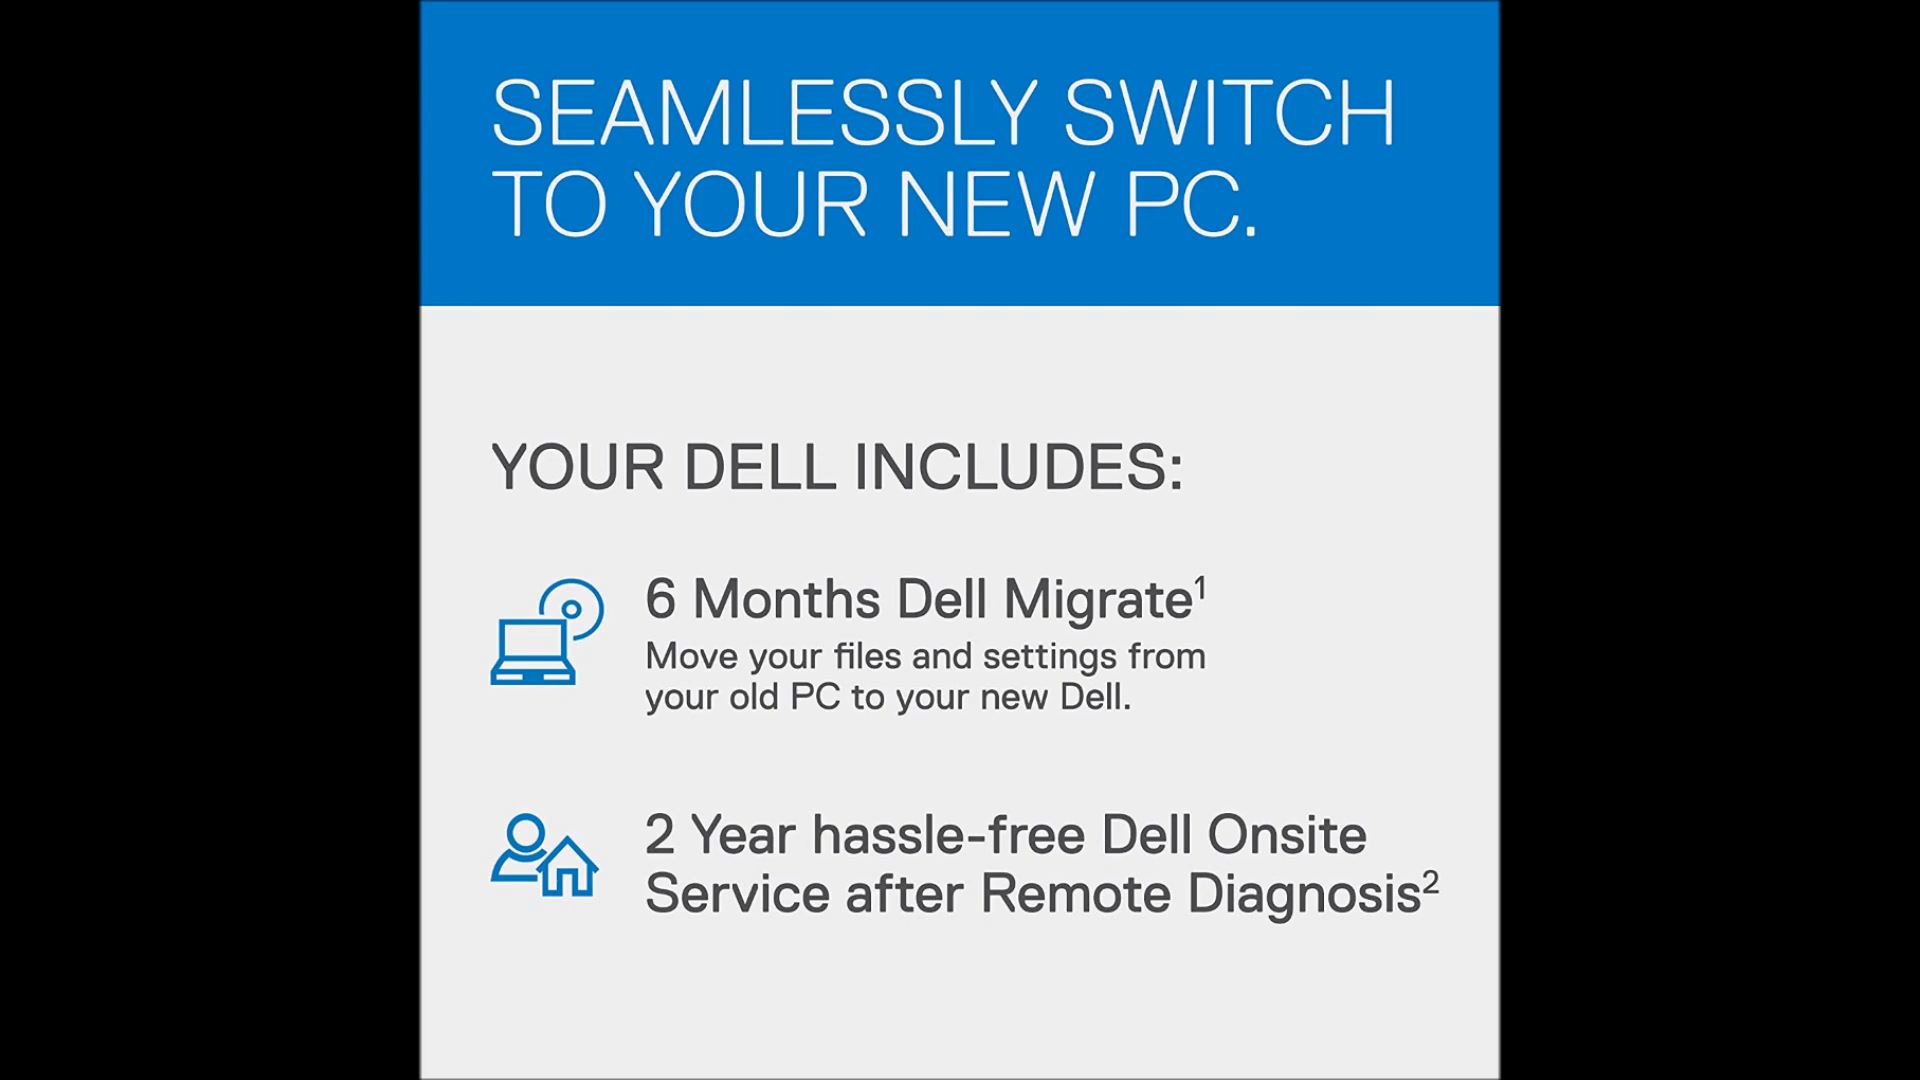 SEAMLESSLY SWITCH
TO YOUR NEW PC.
YOUR DELL INCLUDES:
6 Months Dell Migrate¹
Move your files and settings from
your old PC to your new Dell.
2 Year hassle-free Dell Onsite
Service after Remote Diagnosis²